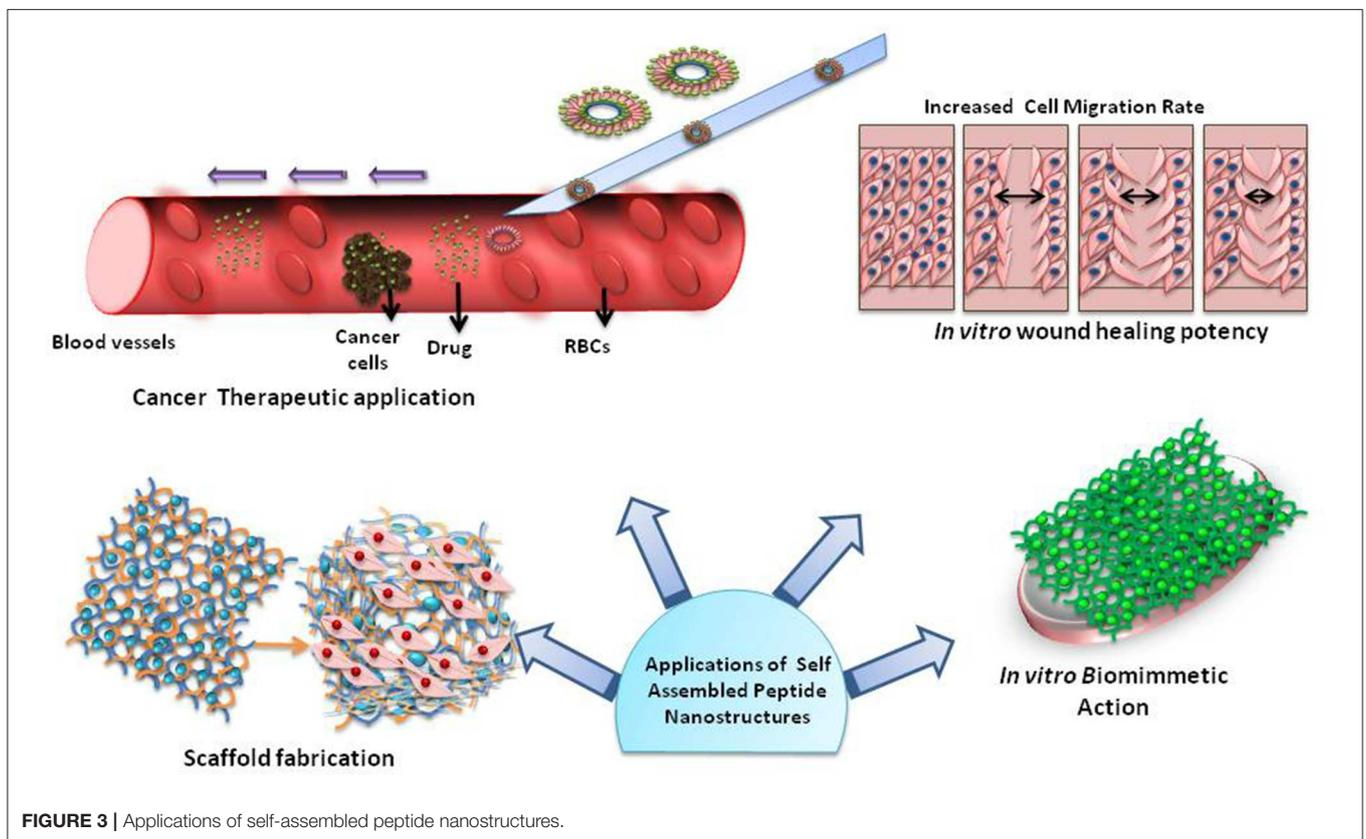 Increased Cell Migration Rate
In vitro wound healing potency
Blood vessels
Cancer
cells
Drug
RBCs
Cancer Therapeutic application
Applications of Self
Assembled Peptide
Nanostructures
In vitro Biomimmetic
Action
Scaffold fabrication
FIGURE 3 | Applications of self-assembled peptide nanostructures.